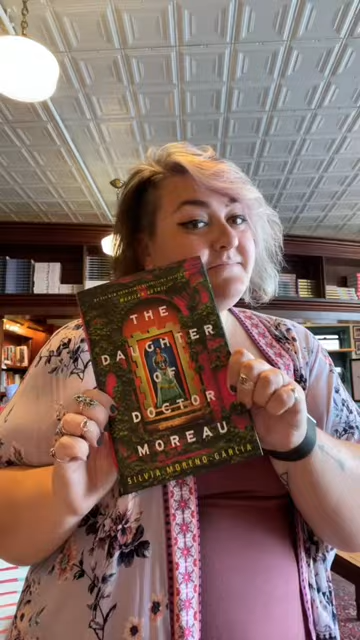 THE
DAUGHTER
OF
DOCTOR
MOREAU
SILVIA MORENO-GARCIA